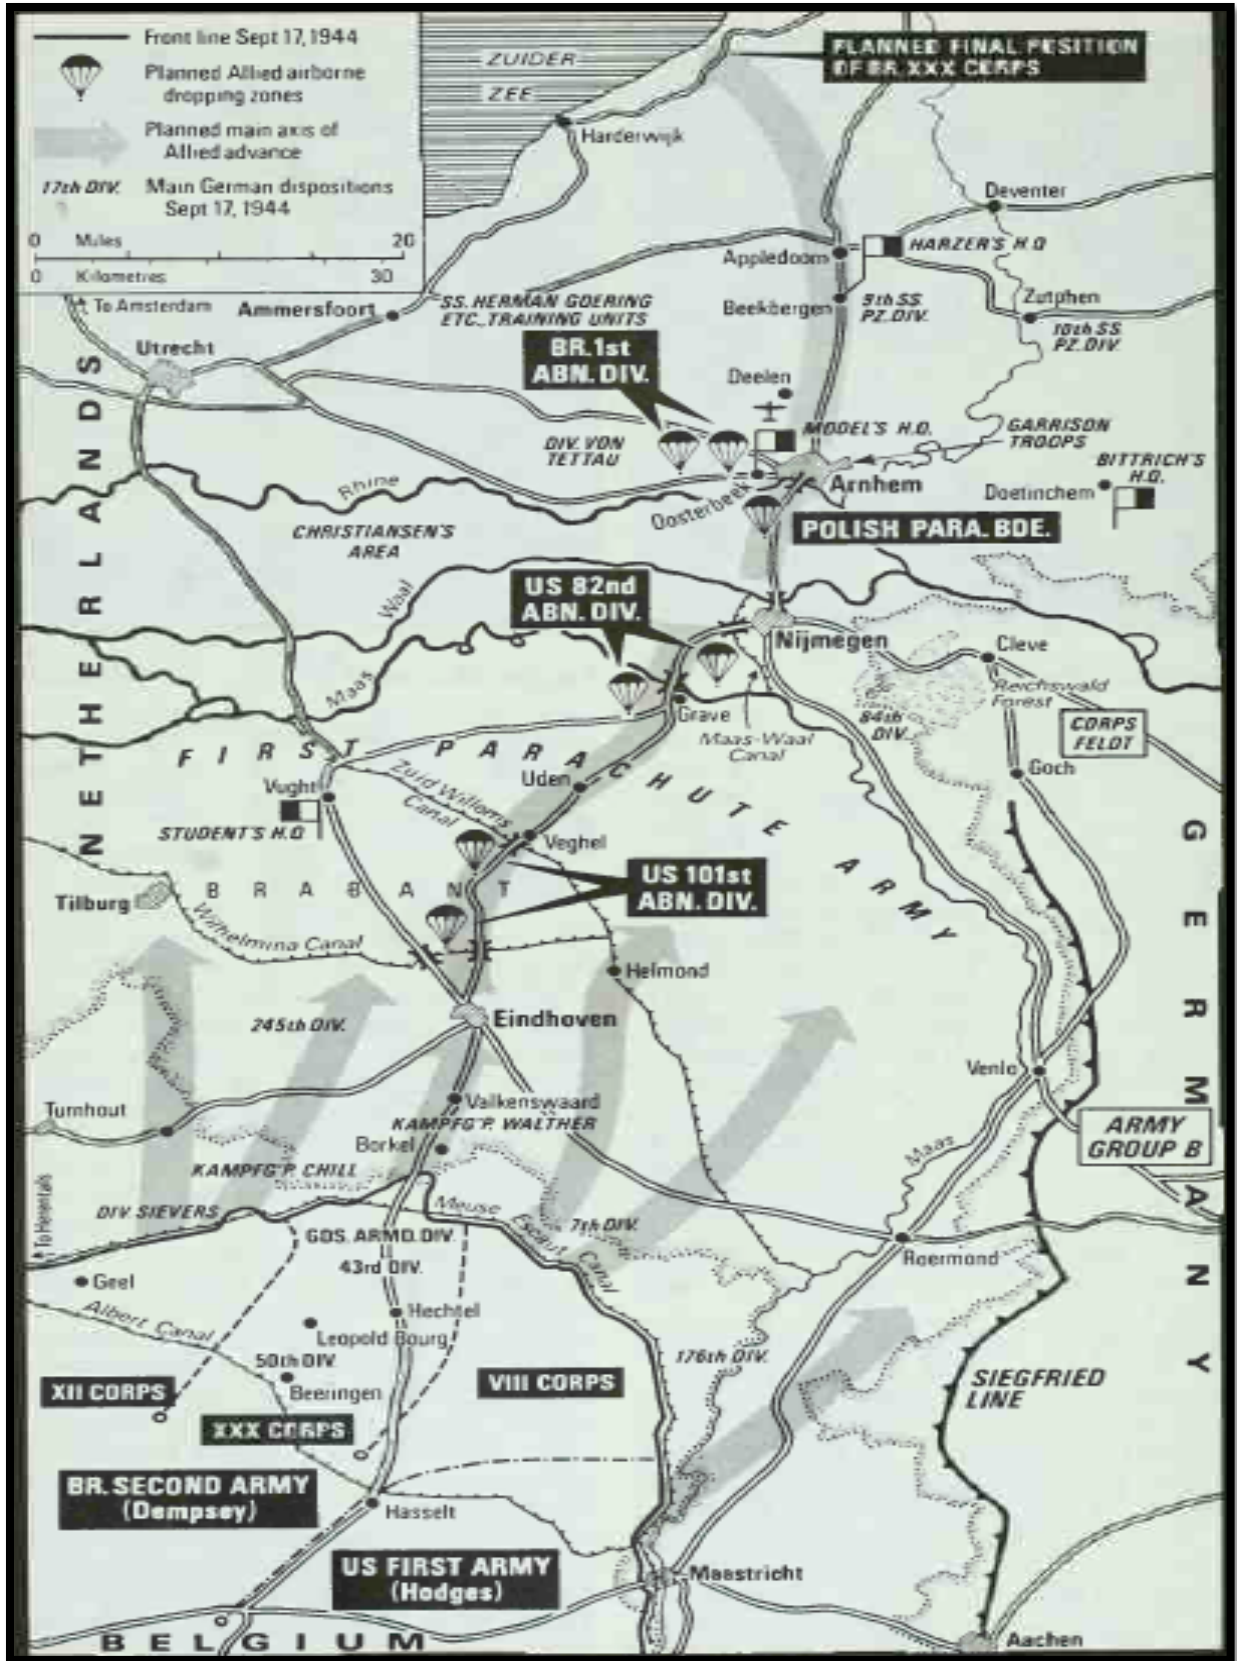 Front line Sept 17, 1944
Planned Allied airborne
dropping zones
Planned main axis of
Allied advance
17th DIV.
Main German dispositions
Sept 17, 1944
0 Miles 20
0 Kilometres 30
ZUIDER
ZEE
PLANNED FINAL POSITION
OF BR. XXX CORPS
Harderwijk
Deventer
Appledoorn
HARZER'S H.Q
Beekbergen
9th SS.
PZ. DIV.
Zutphen
10th SS.
PZ. DIV.
To Amsterdam
Ammersfoort
SS. HERMAN GOERING
ETC., TRAINING UNITS
Utrecht
BR. 1st
ABN. DIV.
Deelen
MODEL'S H.Q.
GARRISON
TROOPS
DIV. VON
TETTAU
BITTRICH'S
H.Q.
Doetinchem
Rhine
Oosterbeek
Arnhem
NETHERLANDS
CHRISTIANSEN'S
AREA
POLISH PARA. BDE.
Waal
US 82nd
ABN. DIV.
Nijmegen
Cleve
Reichswald
Forest
Maas
Grave
84th
DIV.
CORPS
FELDT
Maas-Waal
Canal
FIRST PARACHUTE ARMY
Goch
Vught
Zuid Willems
Canal
Uden
STUDENT'S H.Q
Veghel
GERMANY
US 101st
ABN. DIV.
BRABANT
Tilburg
Wilhelmina Canal
Helmond
245th DIV.
Eindhoven
Venlo
Turnhout
Valkenswaard
KAMPFG'P. WALTHER
Borkel
ARMY
GROUP B
Maas
KAMPFG'P. CHILL
To Herentals
DIV. SIEVERS
Meuse
Escaut
Canal
7th DIV.
GDS. ARMD. DIV.
43rd DIV.
Roermond
Geel
Albert Canal
Hechtel
Leopold Bourg
50th DIV.
Beeringen
176th DIV.
XII CORPS
VIII CORPS
SIEGFRIED
LINE
XXX CORPS
BR. SECOND ARMY
(Dempsey)
Hasselt
US FIRST ARMY
(Hodges)
Maastricht
BELGIUM
Aachen